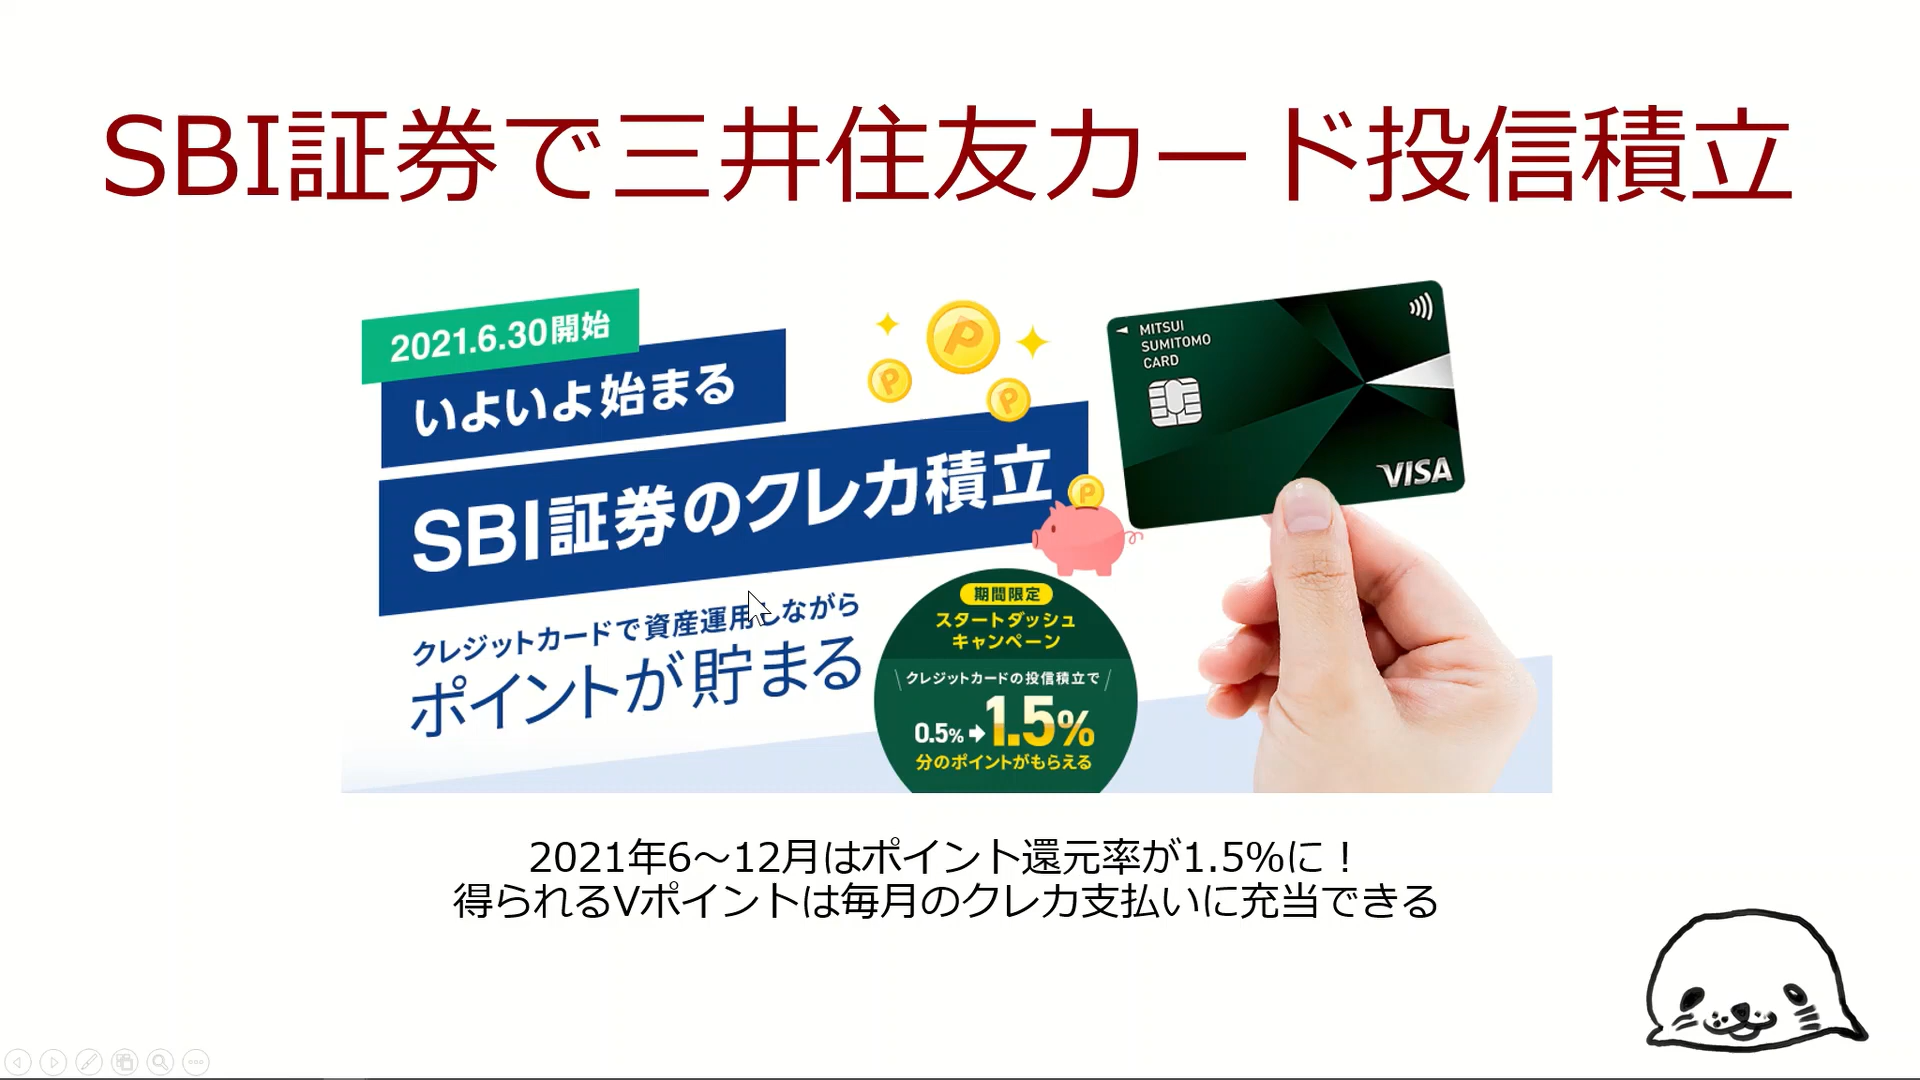 SBI証券で三井住友カード投信積立
2021.6.30開始
いよいよ始まる
SBI証券のクレカ積立
クレジットカードで資産運用しながら
ポイントが貯まる
P
P
P
P
期間限定
スタートダッシュ
キャンペーン
\クレジットカードの投信積立で/
0.5%➡1.5%
分のポイントがもらえる
MITSUI
SUMITOMO
CARD
VISA
2021年6～12月はポイント還元率が1.5%に！
得られるVポイントは毎月のクレカ支払いに充当できる